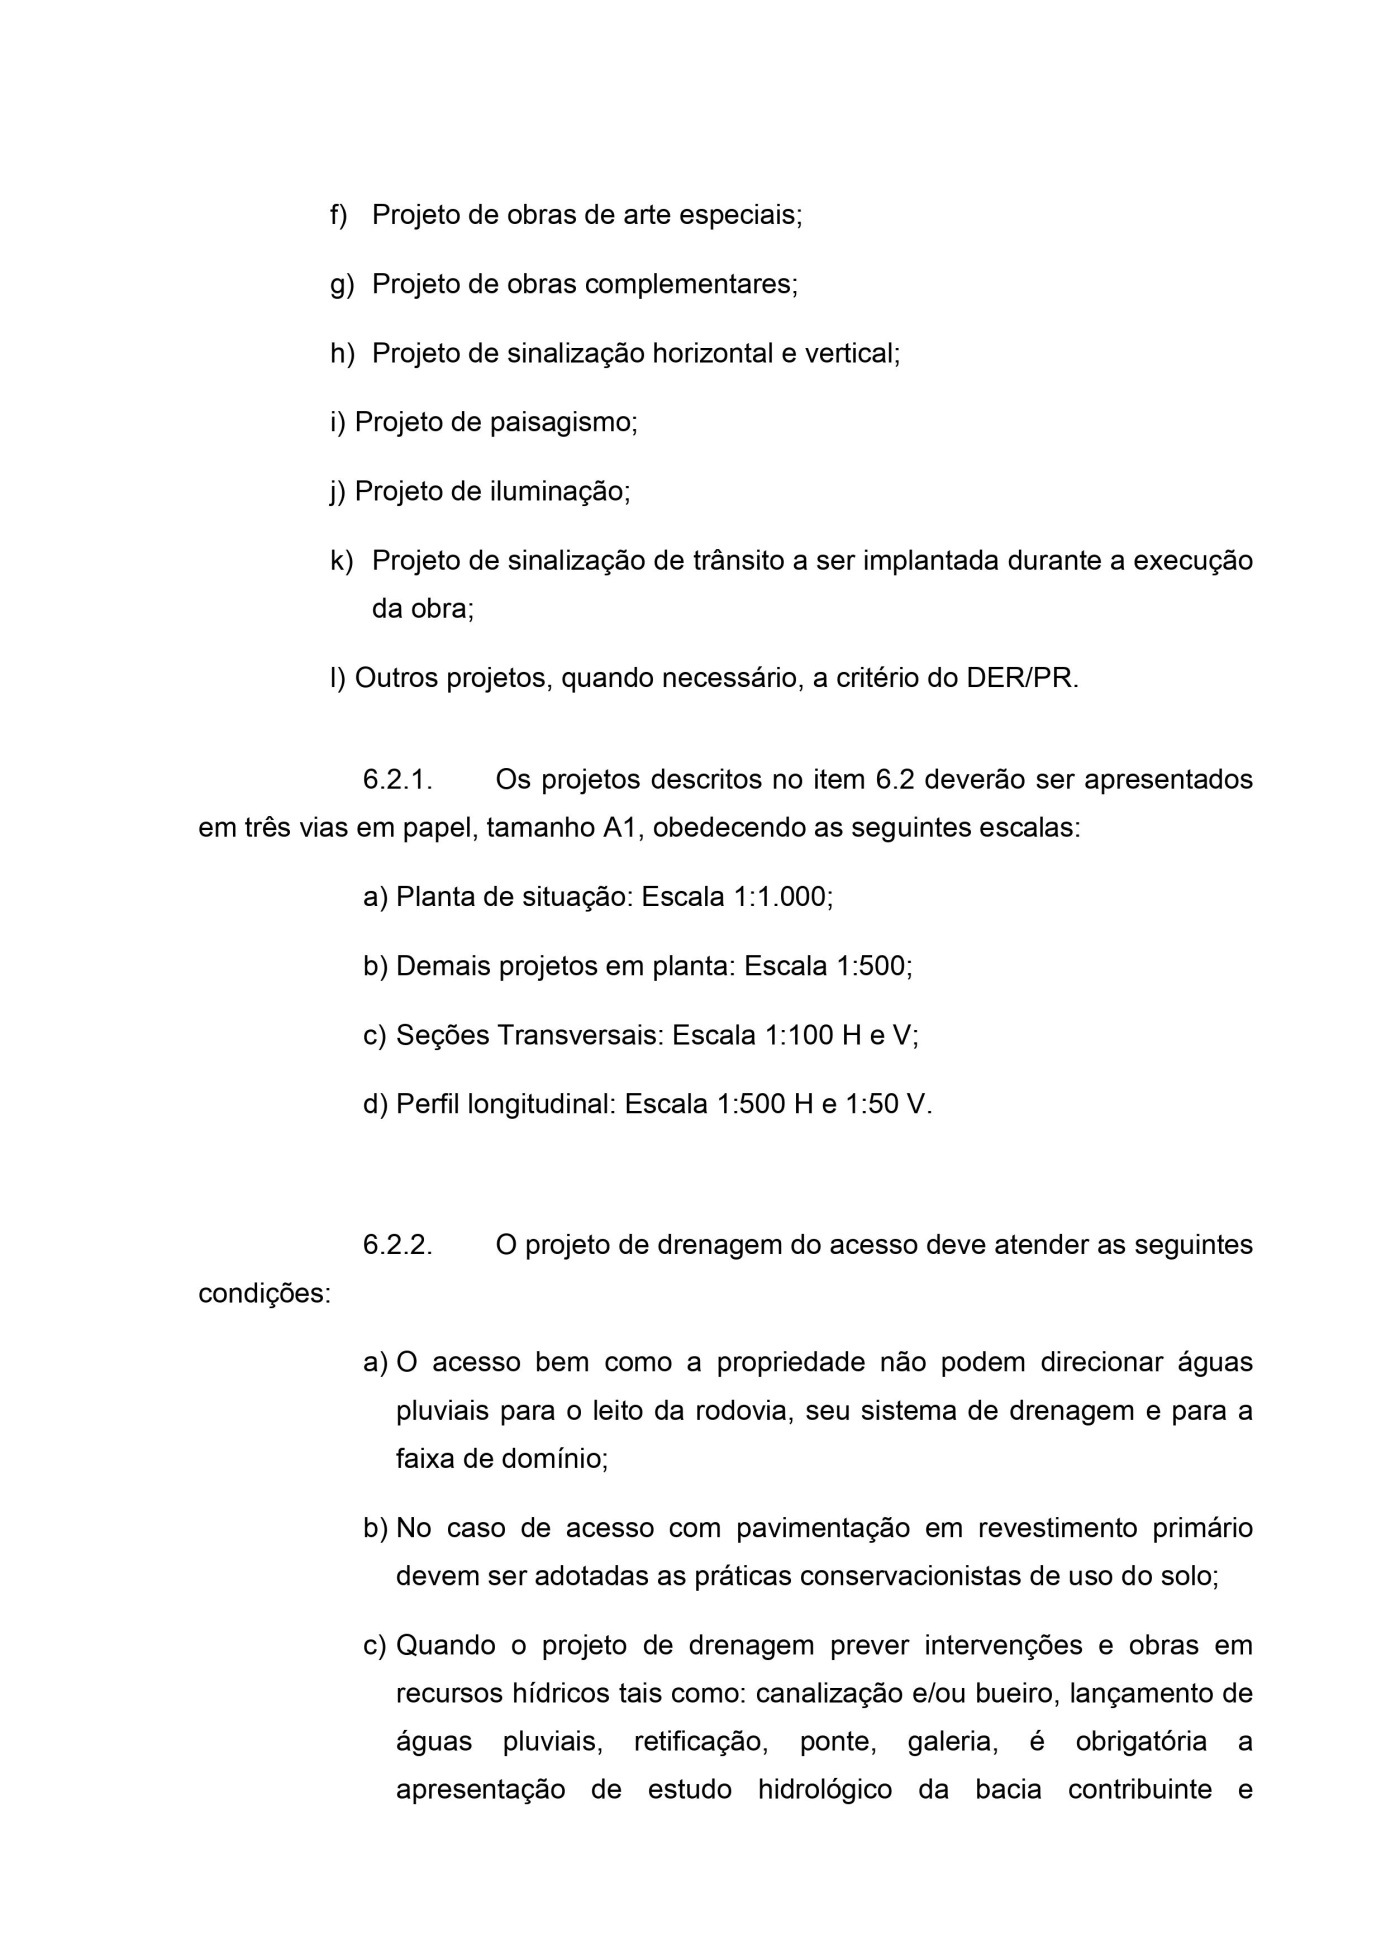 f) Projeto de obras de arte especiais;
g) Projeto de obras complementares;
h) Projeto de sinalização horizontal e vertical;
i) Projeto de paisagismo;
j) Projeto de iluminação;
k) Projeto de sinalização de trânsito a ser implantada durante a execução
da obra;
l) Outros projetos, quando necessário, a critério do DER/PR.
6.2.1. Os projetos descritos no item 6.2 deverão ser apresentados
em três vias em papel, tamanho A1, obedecendo as seguintes escalas:
a) Planta de situação: Escala 1:1.000;
b) Demais projetos em planta: Escala 1:500;
c) Seções Transversais: Escala 1:100 H e V;
d) Perfil longitudinal: Escala 1:500 H e 1:50 V.
6.2.2. O projeto de drenagem do acesso deve atender as seguintes
condições:
a) O acesso bem como a propriedade não podem direcionar águas
pluviais para o leito da rodovia, seu sistema de drenagem e para a
faixa de domínio;
b) No caso de acesso com pavimentação em revestimento primário
devem ser adotadas as práticas conservacionistas de uso do solo;
c) Quando o projeto de drenagem prever intervenções e obras em
recursos hídricos tais como: canalização e/ou bueiro, lançamento de
águas pluviais, retificação, ponte, galeria, é obrigatória a
apresentação de estudo hidrológico da bacia contribuinte e